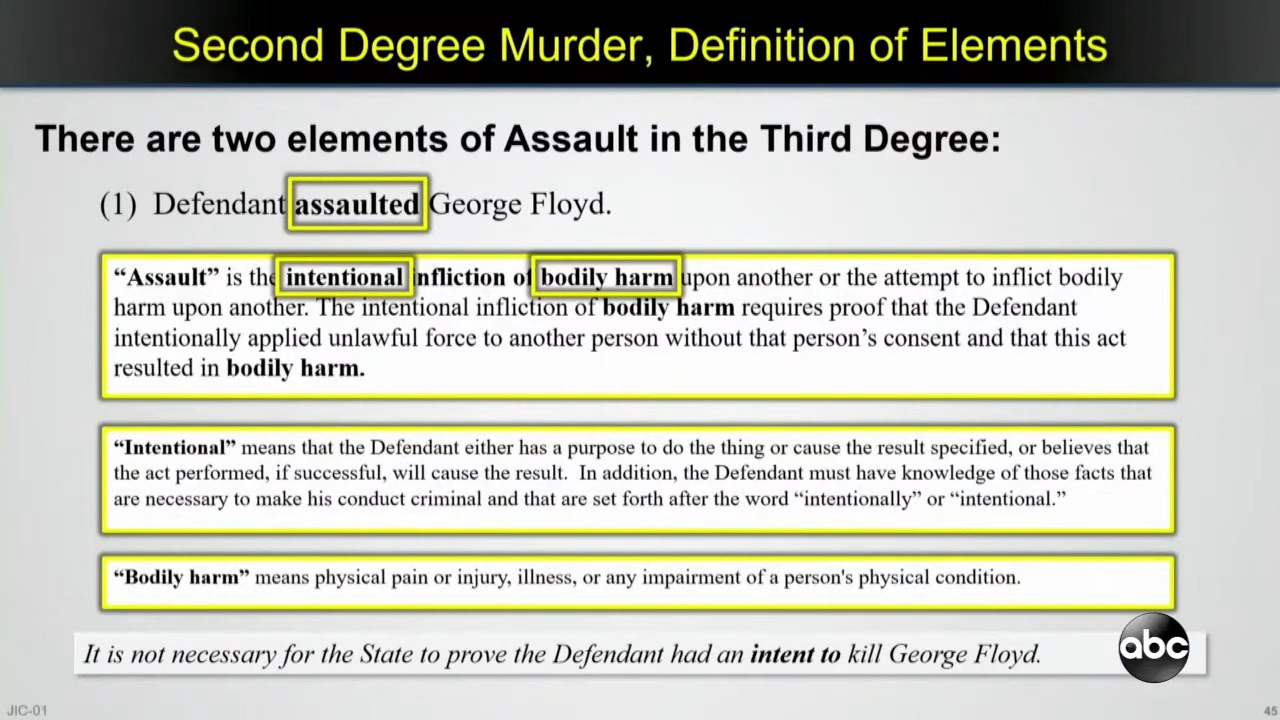 Second Degree Murder, Definition of Elements
There are two elements of Assault in the Third Degree:
(1) Defendant assaulted George Floyd.
“Assault” is the intentional infliction of bodily harm upon another or the attempt to inflict bodily
harm upon another. The intentional infliction of bodily harm requires proof that the Defendant
intentionally applied unlawful force to another person without that person’s consent and that this act
resulted in bodily harm.
“Intentional” means that the Defendant either has a purpose to do the thing or cause the result specified, or believes that
the act performed, if successful, will cause the result. In addition, the Defendant must have knowledge of those facts that
are necessary to make his conduct criminal and that are set forth after the word “intentionally” or “intentional.”
“Bodily harm” means physical pain or injury, illness, or any impairment of a person's physical condition.
It is not necessary for the State to prove the Defendant had an intent to kill George Floyd.
abc
JIC-01
45